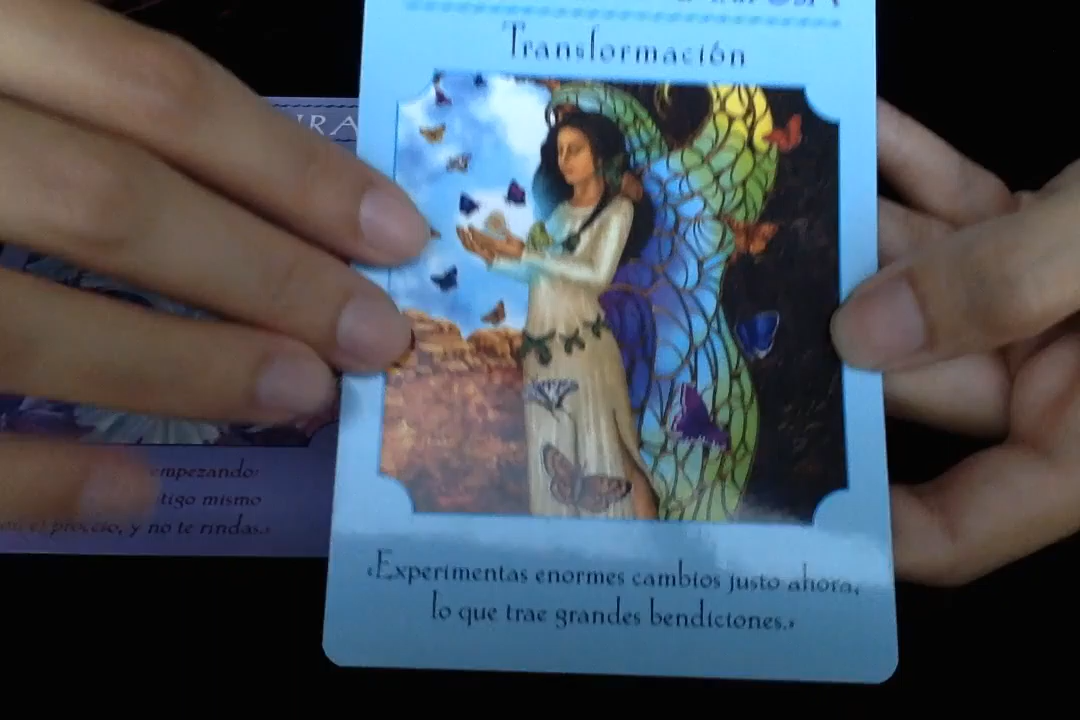 Transformación
«Experimentas enormes cambios justo ahora,
lo que trae grandes bendiciones.»
empezando:
tigo mismo
el proceso, y no te rindas.»